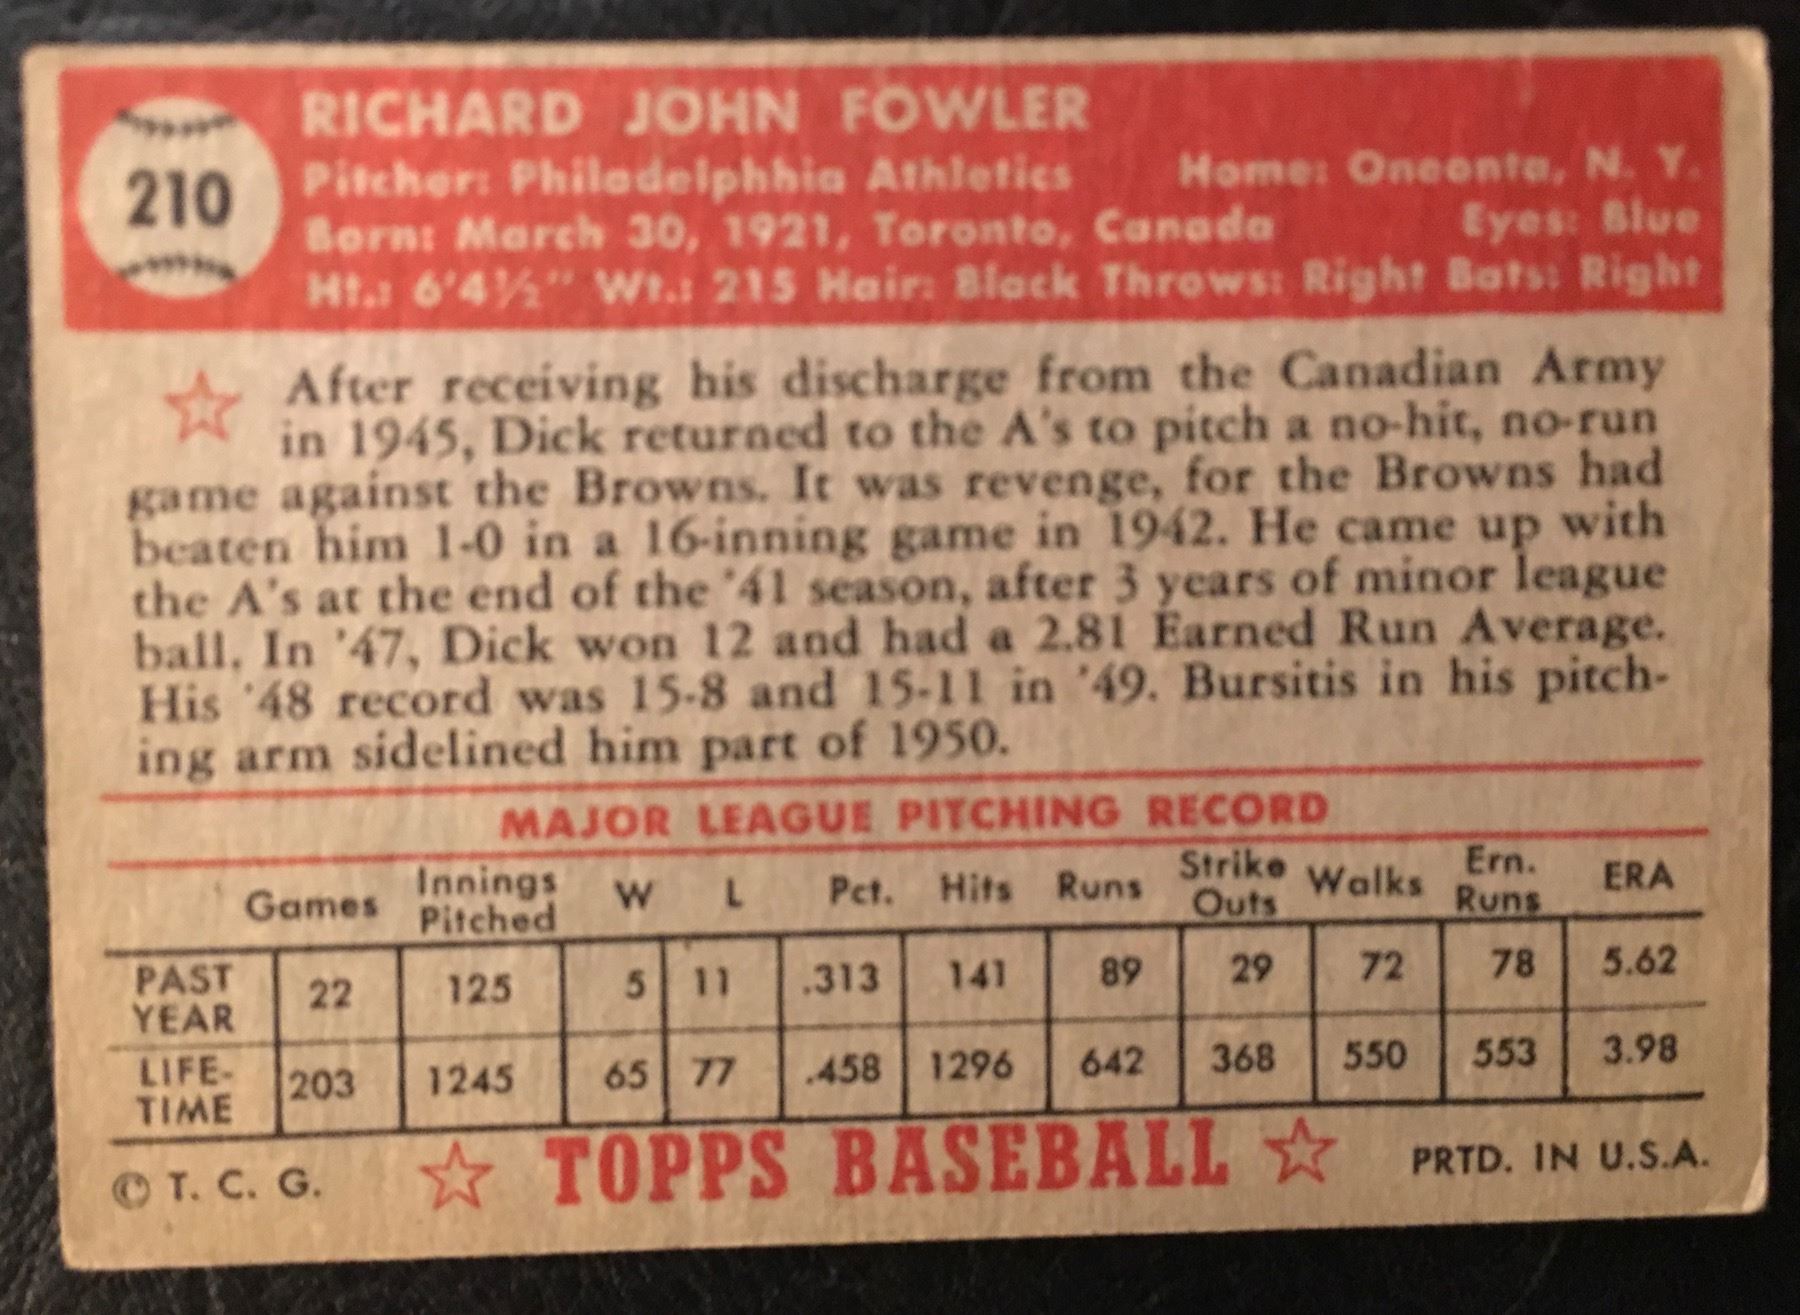 210
RICHARD JOHN FOWLER
Pitcher: Philadelphhia Athletics Home: Oneonta, N. Y.
Born: March 30, 1921, Toronto, Canada Eyes: Blue
Ht.: 6'4½" Wt.: 215 Hair: Black Throws: Right Bats: Right
After receiving his discharge from the Canadian Army
in 1945, Dick returned to the A's to pitch a no-hit, no-run
game against the Browns. It was revenge, for the Browns had
beaten him 1-0 in a 16-inning game in 1942. He came up with
the A's at the end of the '41 season, after 3 years of minor league
ball. In '47, Dick won 12 and had a 2.81 Earned Run Average.
His '48 record was 15-8 and 15-11 in '49. Bursitis in his pitch-
ing arm sidelined him part of 1950.
MAJOR LEAGUE PITCHING RECORD
Games Innings Pitched W L Pct. Hits Runs Strike Outs Walks Ern. Runs ERA
PAST YEAR 22 125 5 11 .313 141 89 29 72 78 5.62
LIFE-TIME 203 1245 65 77 .458 1296 642 368 550 553 3.98
© T. C. G. TOPPS BASEBALL PRTD. IN U.S.A.